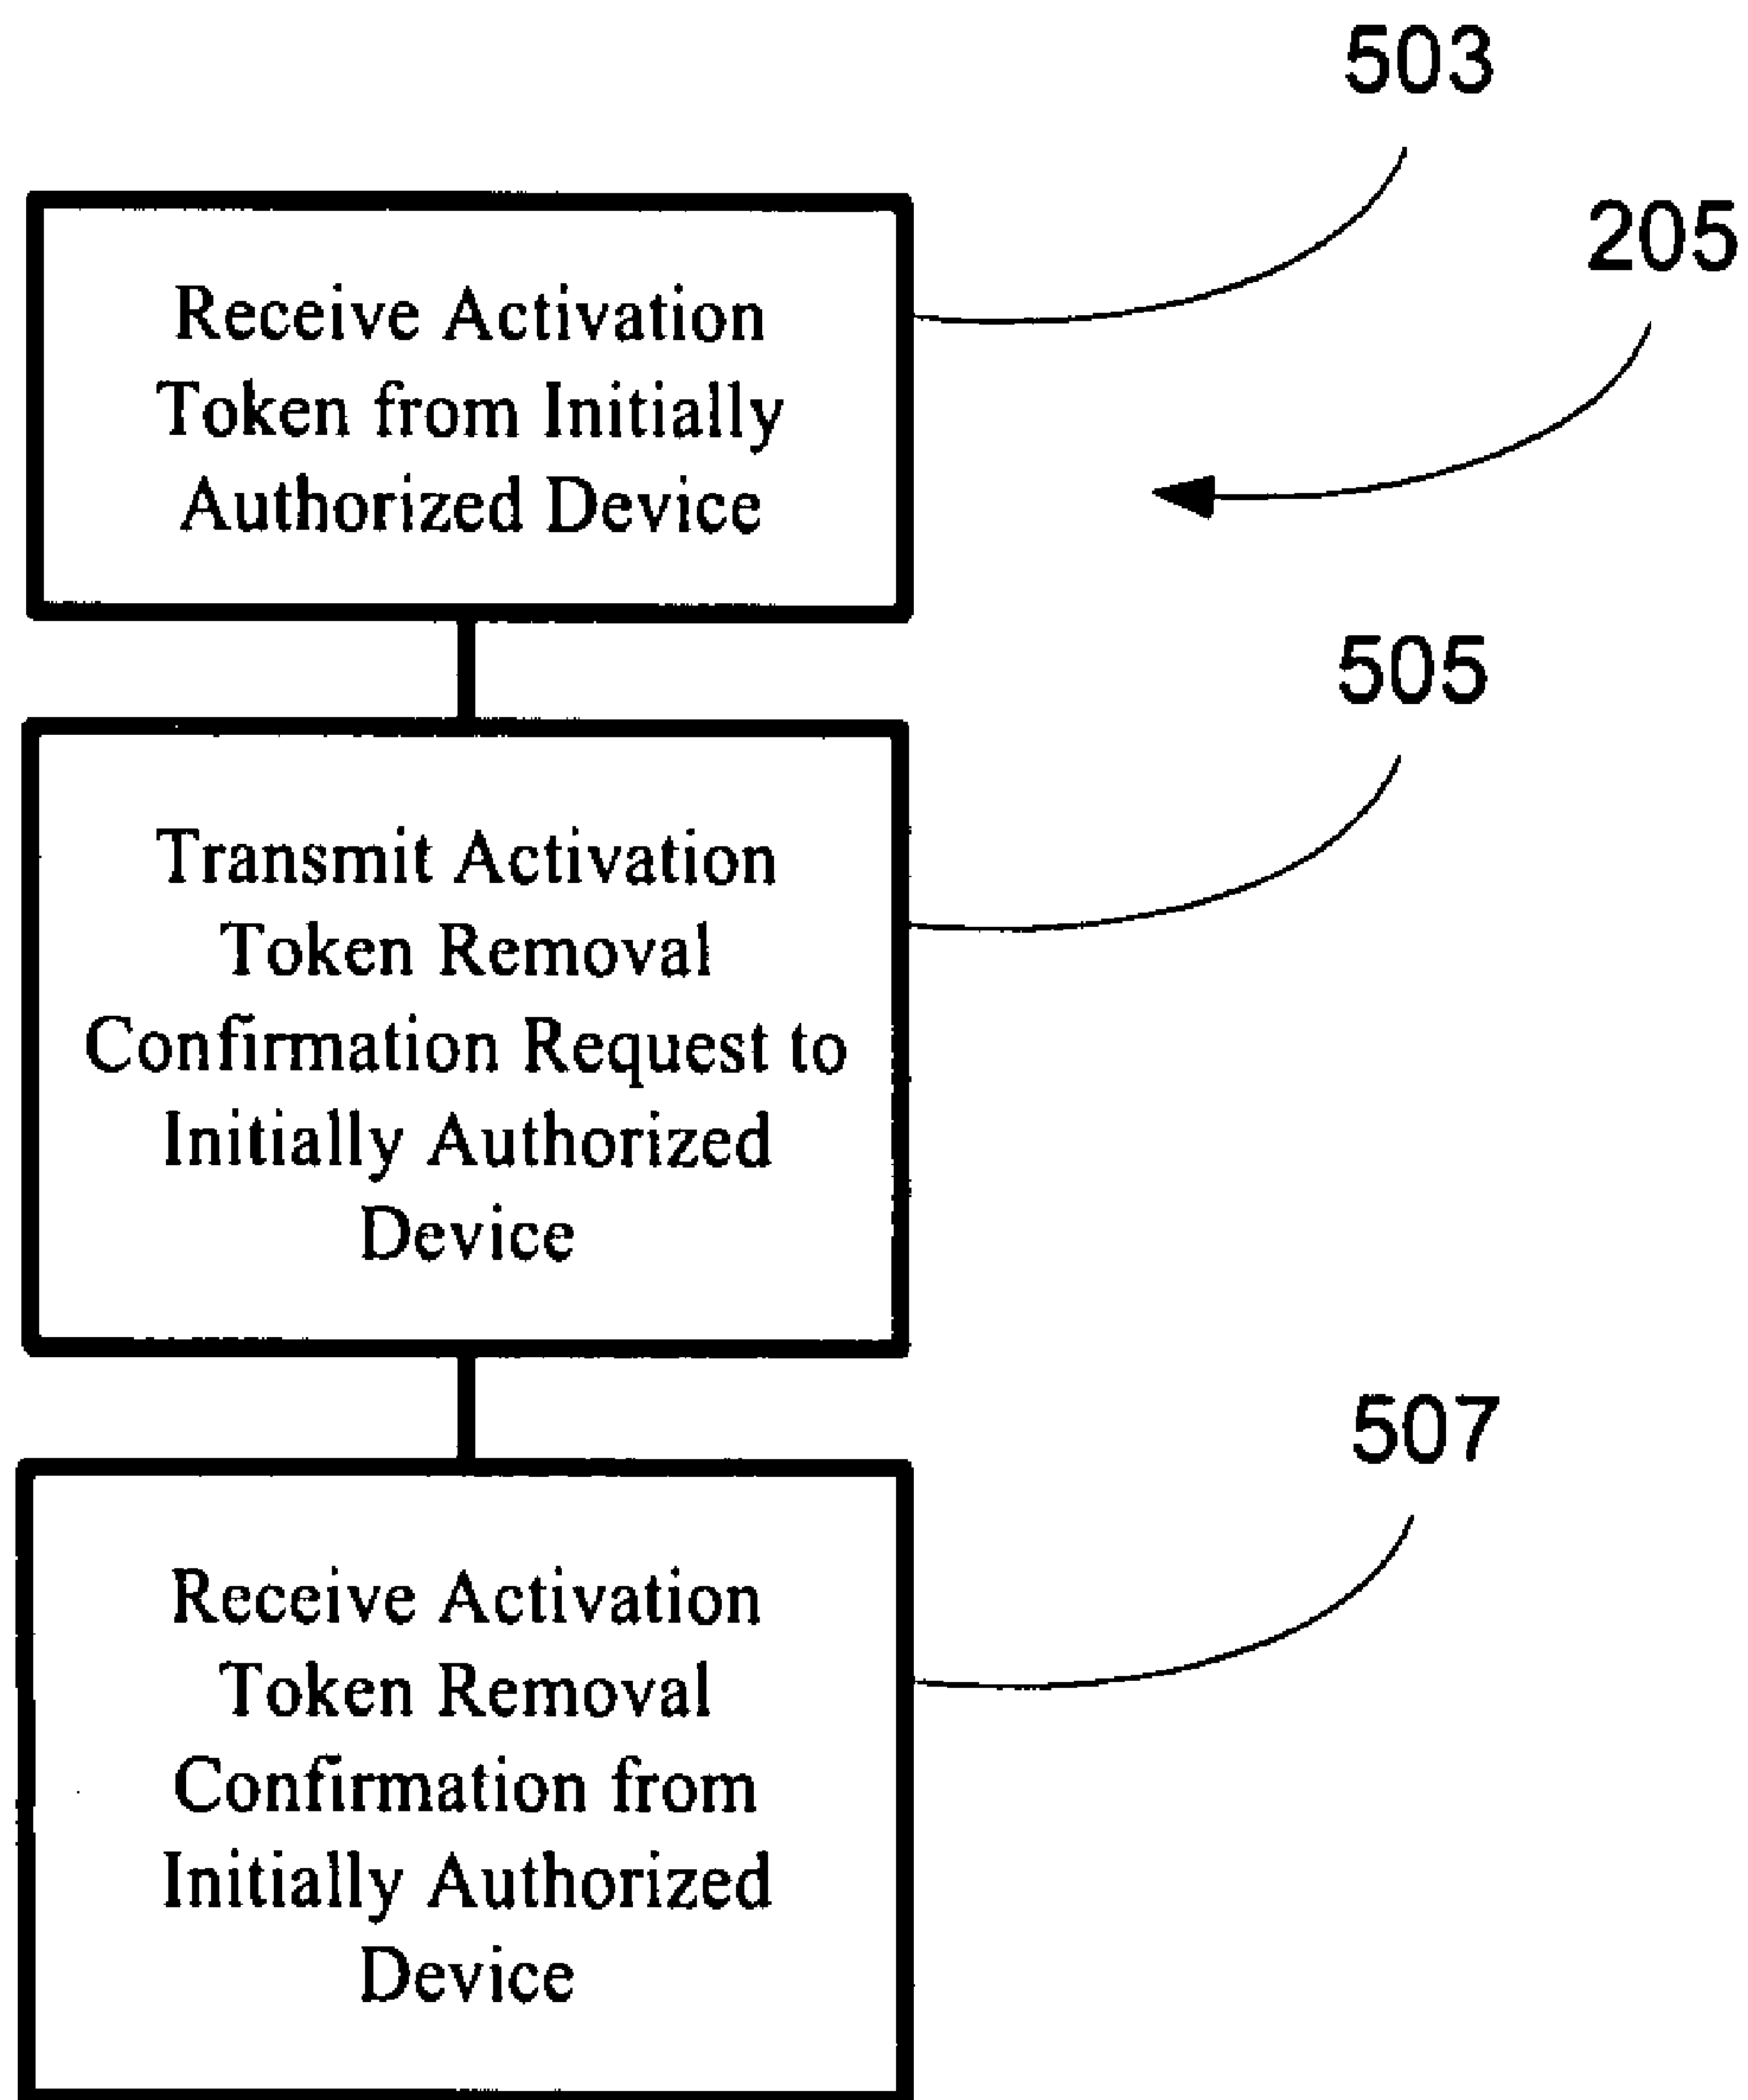 503
205
Receive Activation
Token from Initially
Authorized Device
505
Transmit Activation
Token Removal
Confirmation Request to
Initially Authorized
Device
507
Receive Activation
Token Removal
Confirmation from
Initially Authorized
Device